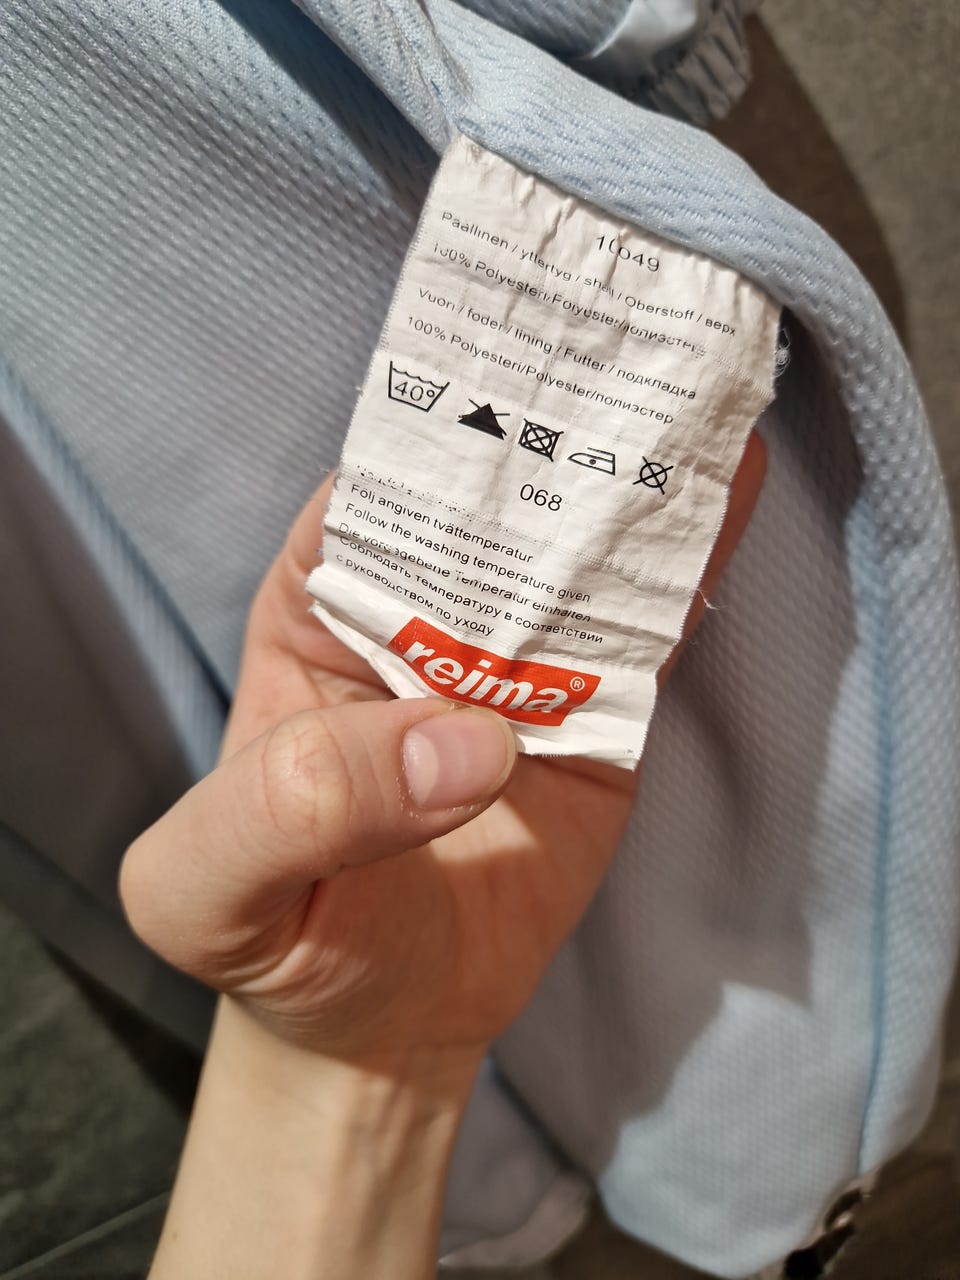 Päällinen / yttertyg / shell / Oberstoff / верх
100% Polyesteri/Polyester/полиэстер
Vuori / foder / lining / Futter / подкладка
100% Polyesteri/Polyester/полиэстер
40°
068
Följ angiven tvättemperatur
Follow the washing temperature given
Die vorgegebene Temperatur einhalten
Соблюдать температуру в соответствии
с руководством по уходу
reima®